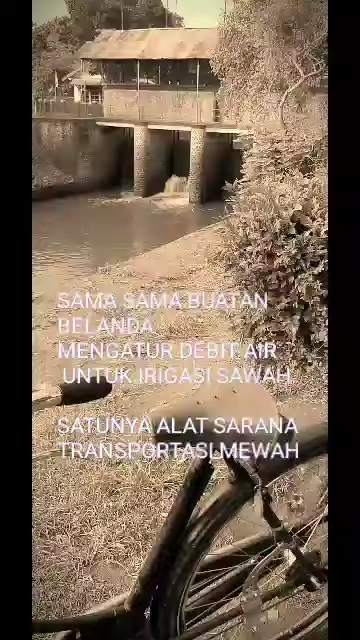 SAMA SAMA BUATAN
BELANDA
MENGATUR DEBIT AIR
UNTUK IRIGASI SAWAH
SATUNYA ALAT SARANA
TRANSPORTASI MEWAH